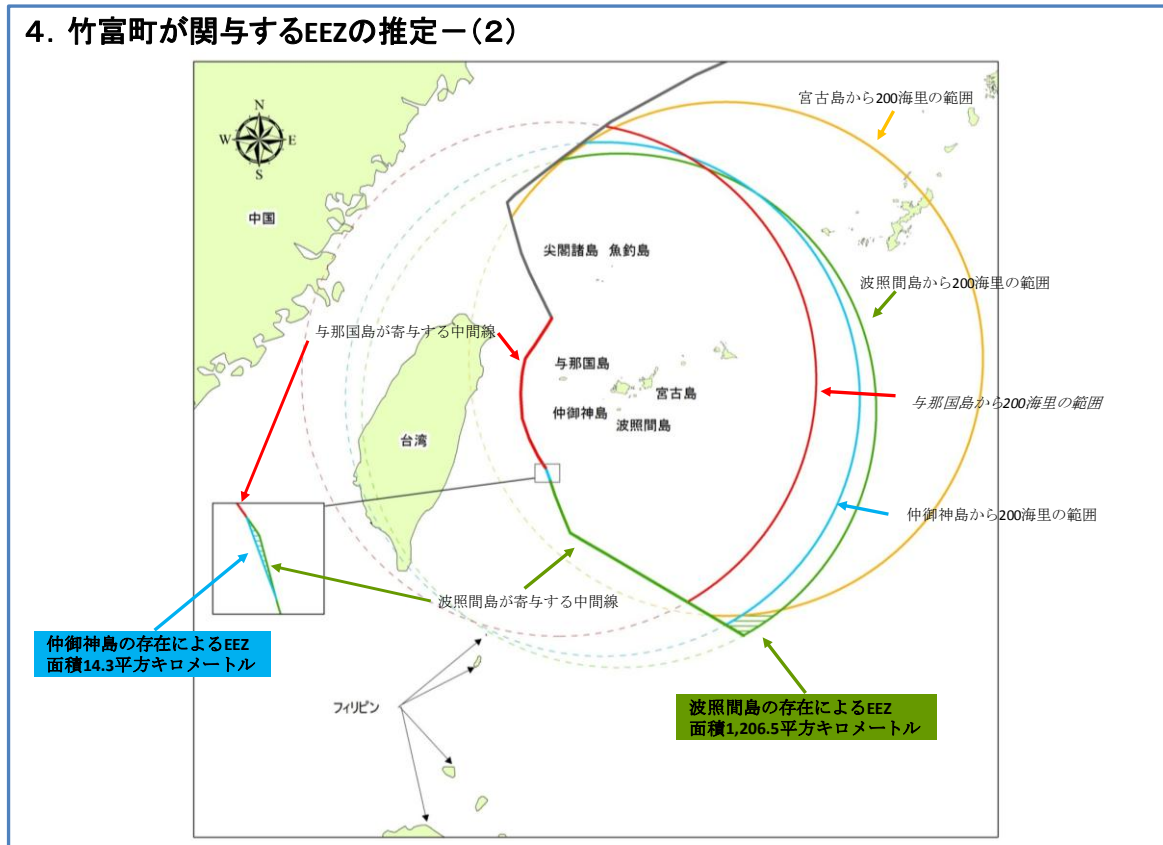 4. 竹富町が関与するEEZの推定－(2)
宮古島から200海里の範囲
N
W
E
S
中国
尖閣諸島 魚釣島
波照間島から200海里の範囲
与那国島が寄与する中間線
与那国島
宮古島
与那国島から200海里の範囲
仲御神島
波照間島
台湾
仲御神島から200海里の範囲
波照間島が寄与する中間線
仲御神島の存在によるEEZ
面積14.3平方キロメートル
フィリピン
波照間島の存在によるEEZ
面積1,206.5平方キロメートル